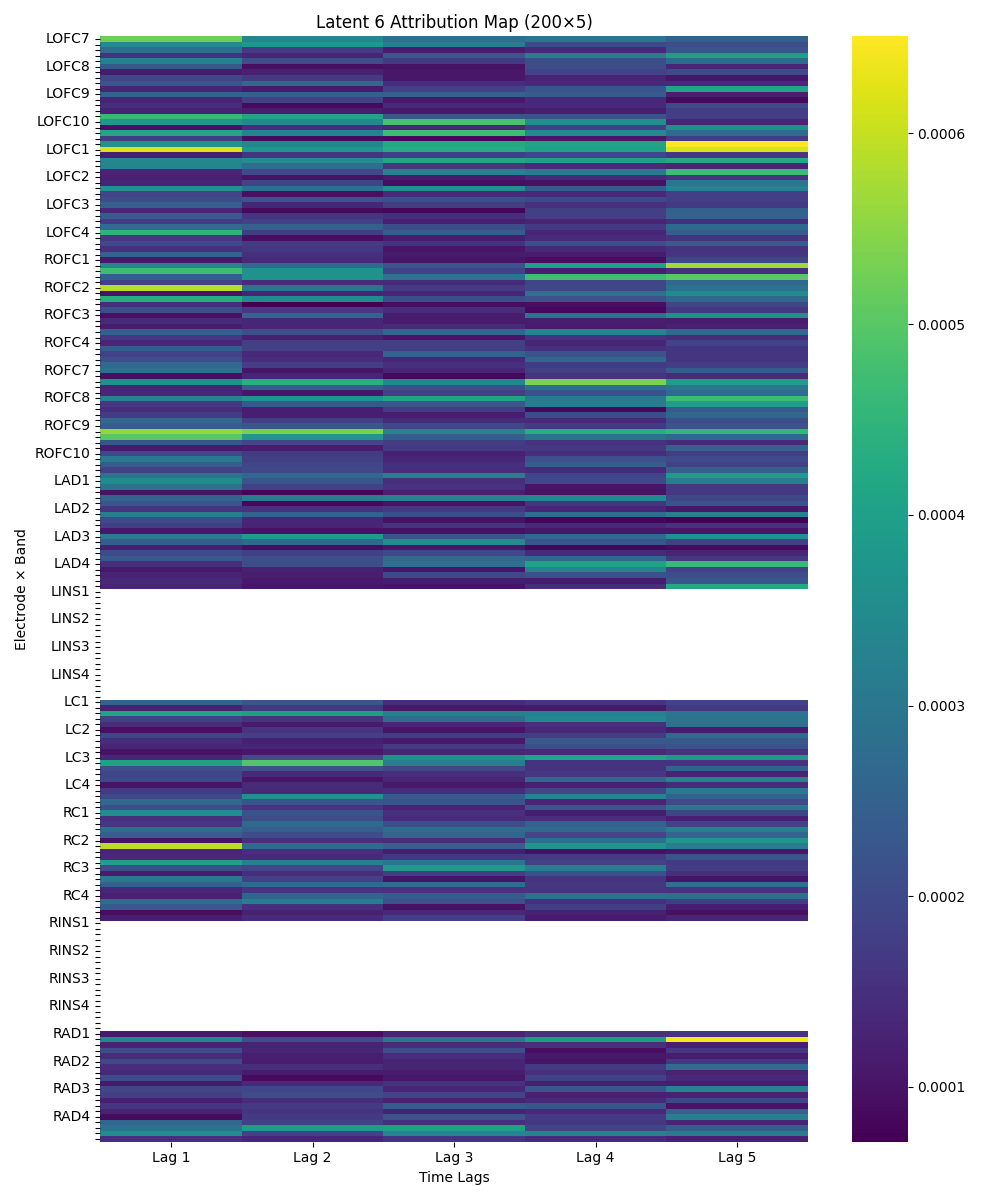 Latent 6 Attribution Map (200×5)
LOFC7
LOFC8
LOFC9
LOFC10
LOFC1
LOFC2
LOFC3
LOFC4
ROFC1
ROFC2
ROFC3
ROFC4
ROFC7
ROFC8
ROFC9
ROFC10
LAD1
LAD2
LAD3
LAD4
LINS1
LINS2
LINS3
LINS4
LC1
LC2
LC3
LC4
RC1
RC2
RC3
RC4
RINS1
RINS2
RINS3
RINS4
RAD1
RAD2
RAD3
RAD4
Electrode × Band
Lag 1 Lag 2 Lag 3 Lag 4 Lag 5
Time Lags
0.0006
0.0005
0.0004
0.0003
0.0002
0.0001